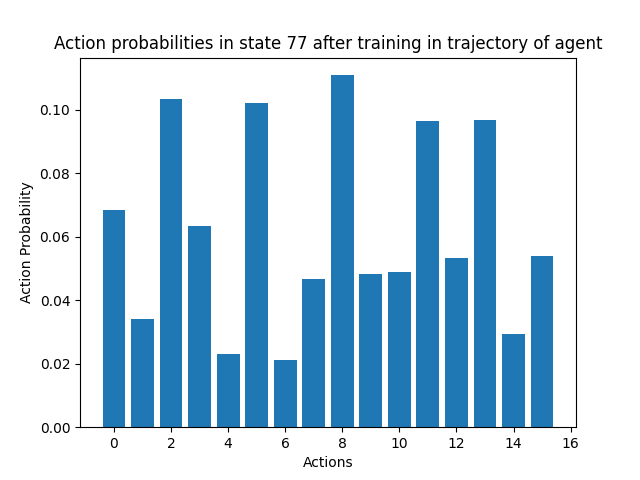 Action probabilities in state 77 after training in trajectory of agent
0.10
0.08
0.06
0.04
0.02
0.00
Action Probability
0 2 4 6 8 10 12 14 16
Actions